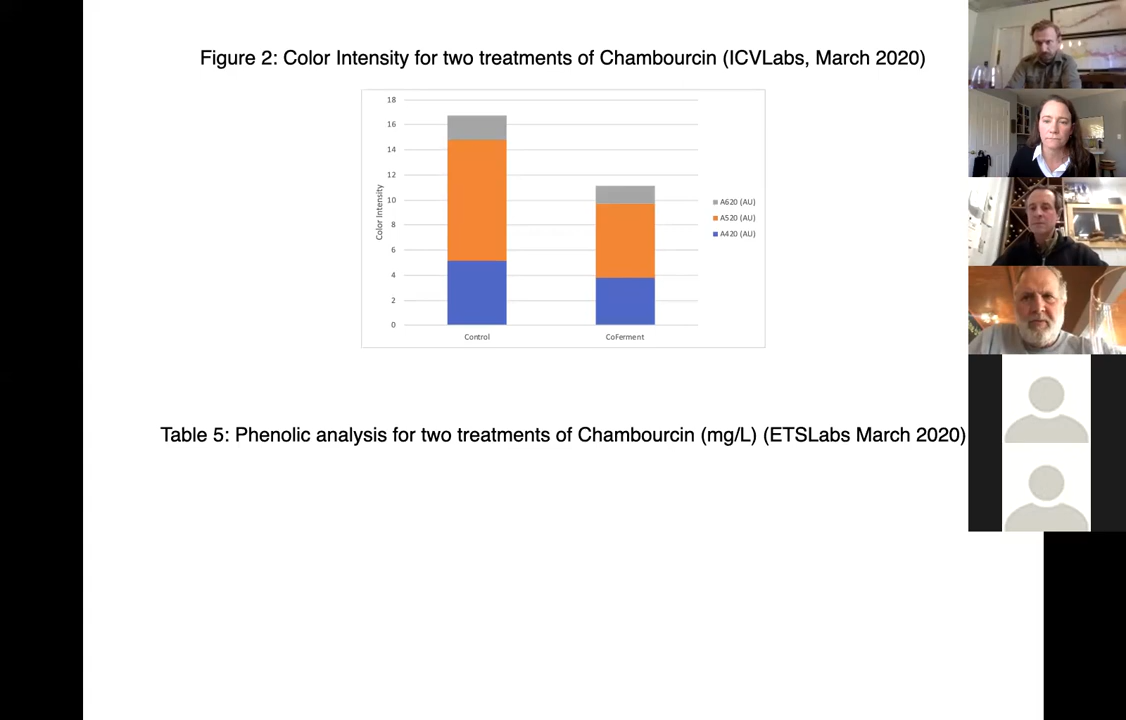 Figure 2: Color Intensity for two treatments of Chambourcin (ICVLabs, March 2020)
18
16
14
12
10
8
6
4
2
0
Color Intensity
Control
CoFerment
A620 (AU)
A520 (AU)
A420 (AU)
Table 5: Phenolic analysis for two treatments of Chambourcin (mg/L) (ETSLabs March 2020)